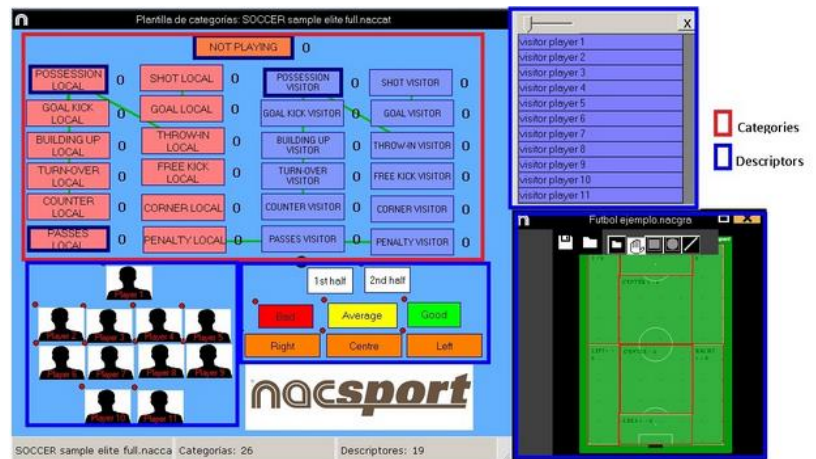 Plantilla de categorías: SOCCER sample elite full.naccat
NOT PLAYING 0
POSSESSION LOCAL 0
SHOT LOCAL 0
POSSESSION VISITOR 0
SHOT VISITOR 0
GOAL KICK LOCAL 0
GOAL LOCAL 0
GOAL KICK VISITOR 0
GOAL VISITOR 0
BUILDING UP LOCAL 0
THROW-IN LOCAL 0
BUILDING UP VISITOR 0
THROW-IN VISITOR 0
TURN-OVER LOCAL 0
FREE KICK LOCAL 0
TURN-OVER VISITOR 0
FREE KICK VISITOR 0
COUNTER LOCAL 0
CORNER LOCAL 0
COUNTER VISITOR 0
CORNER VISITOR 0
PASSES LOCAL 0
PENALTY LOCAL 0
PASSES VISITOR 0
PENALTY VISITOR 0
Player 1
Player 2
Player 3
Player 4
Player 5
Player 6
Player 7
Player 8
Player 9
Player 10
Player 11
1st half
2nd half
Bad
Average
Good
Right
Centre
Left
nacsport
SOCCER sample elite full.nacca
Categorías: 26
Descriptores: 19
X
visitor player 1
visitor player 2
visitor player 3
visitor player 4
visitor player 5
visitor player 6
visitor player 7
visitor player 8
visitor player 9
visitor player 10
visitor player 11
Categories
Descriptors
Futbol ejemplo.nacgra